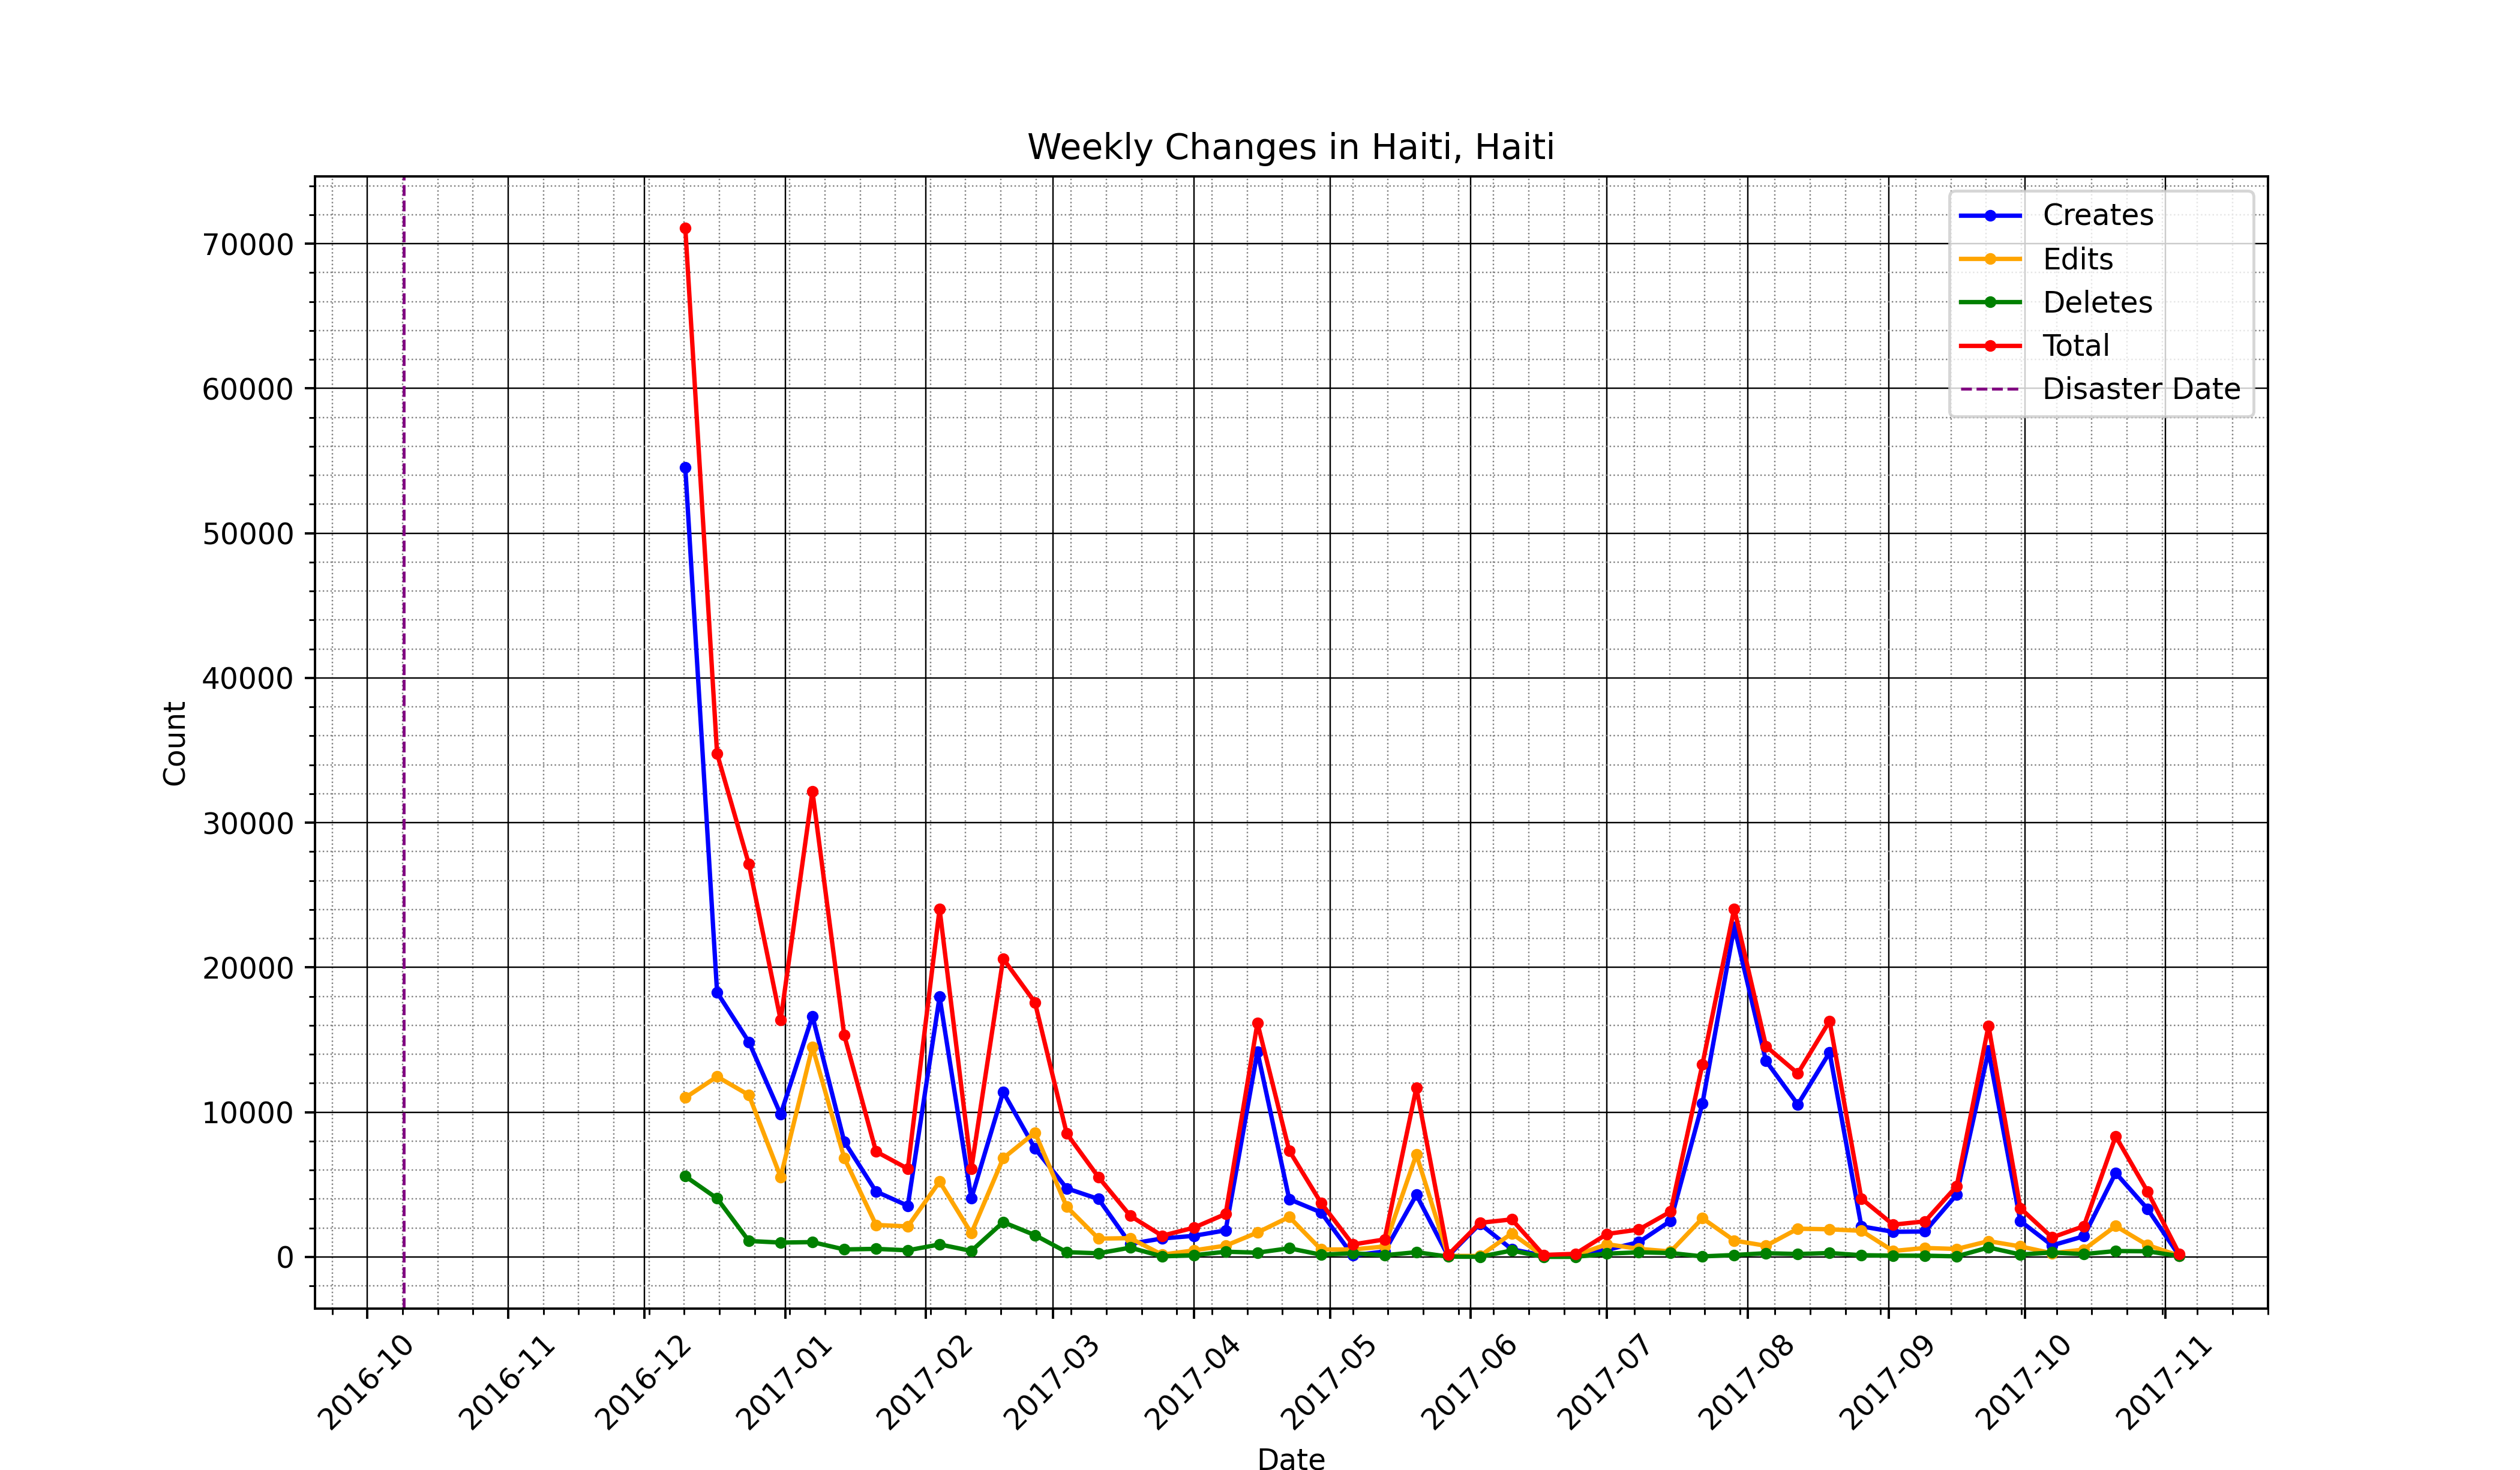 Weekly Changes in Haiti, Haiti
Creates
Edits
Deletes
Total
Disaster Date
70000
60000
50000
40000
30000
20000
10000
0
Count
2016-10
2016-11
2016-12
2017-01
2017-02
2017-03
2017-04
2017-05
2017-06
2017-07
2017-08
2017-09
2017-10
2017-11
Date